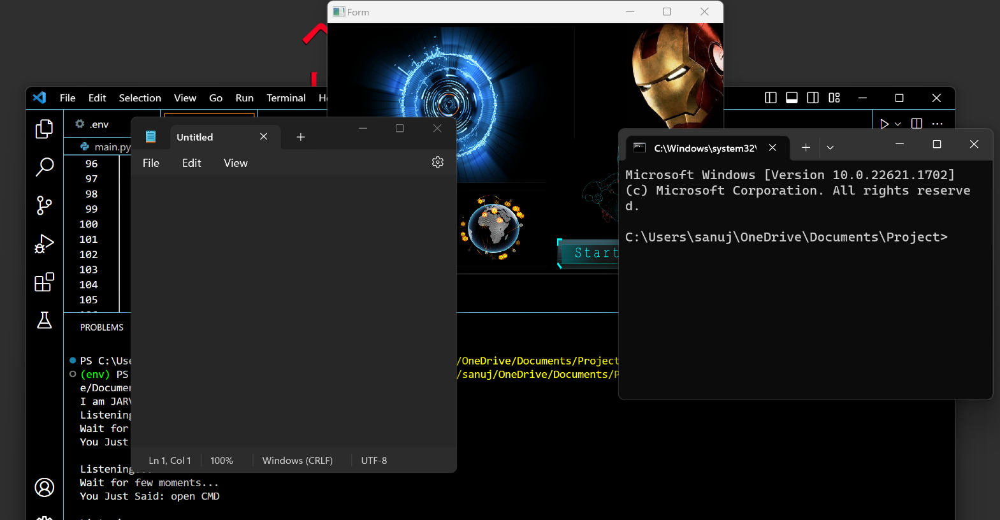 Form
File Edit Selection View Go Run Terminal
.env
main.py
96
97
98
99
100
101
102
103
104
105
PROBLEMS
PS C:\Use
/OneDrive/Documents/Project
(env) PS
/sanuj/OneDrive/Documents/P
e/Documen
I am JARV
Listening
Wait for
You Just
Listening
Wait for few moments...
You Just Said: open CMD
Untitled
File Edit View
Ln 1, Col 1 100% Windows (CRLF) UTF-8
Start
C:\Windows\system32\
Microsoft Windows [Version 10.0.22621.1702]
(c) Microsoft Corporation. All rights reserve
d.
C:\Users\sanuj\OneDrive\Documents\Project>